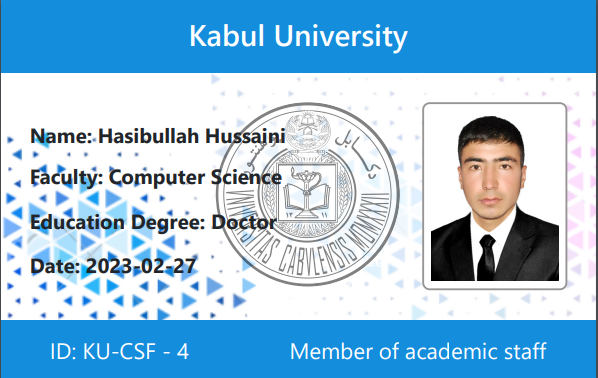 Kabul University
Name: Hasibullah Hussaini
Faculty: Computer Science
Education Degree: Doctor
Date: 2023-02-27
ID: KU-CSF - 4
Member of academic staff